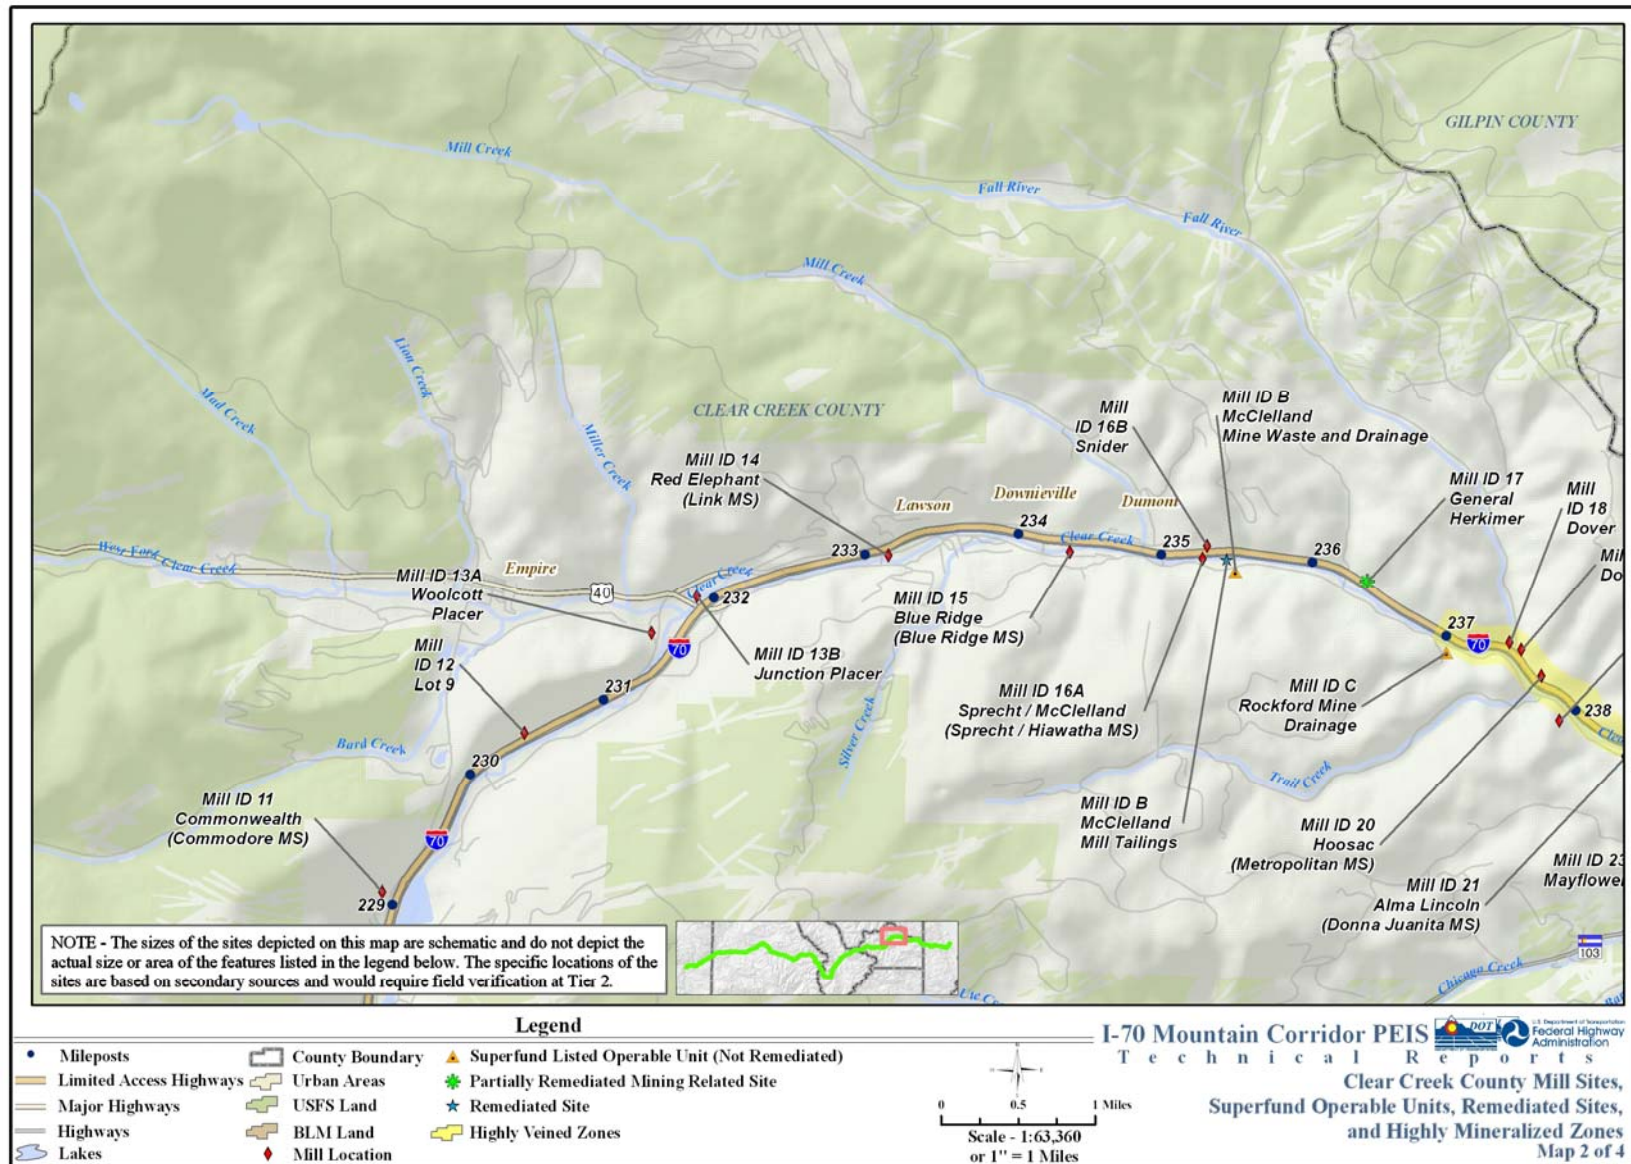 GILPIN COUNTY
Mill Creek
Fall River
Fall River
Mill Creek
Lion Creek
Mad Creek
Miller Creek
CLEAR CREEK COUNTY
Mill ID B
McClelland
Mine Waste and Drainage
Mill
ID 16B
Snider
Mill ID 14
Red Elephant
(Link MS)
Mill ID 17
General
Herkimer
Mill
ID 18
Dover
Lawson
Downieville
Dumont
233
234
Clear Creek
235
236
West Ford Clear Creek
Empire
40
Clear Creek
232
Mill ID 13A
Woolcott
Placer
Mill ID 15
Blue Ridge
(Blue Ridge MS)
237
70
70
Mill
ID 12
Lot 9
Mill ID 13B
Junction Placer
231
Mill ID 16A
Sprecht / McClelland
(Sprecht / Hiawatha MS)
Mill ID C
Rockford Mine
Drainage
238
Silver Creek
Bard Creek
230
Trail Creek
Mill ID 11
Commonwealth
(Commodore MS)
70
Mill ID B
McClelland
Mill Tailings
Mill ID 20
Hoosac
(Metropolitan MS)
Mill ID 23
Mayflower
Mill ID 21
Alma Lincoln
(Donna Juanita MS)
229
103
Chicago Creek
NOTE - The sizes of the sites depicted on this map are schematic and do not depict the
actual size or area of the features listed in the legend below. The specific locations of the
sites are based on secondary sources and would require field verification at Tier 2.
Legend
Mileposts
Limited Access Highways
Major Highways
Highways
Lakes
County Boundary
Urban Areas
USFS Land
BLM Land
Mill Location
Superfund Listed Operable Unit (Not Remediated)
Partially Remediated Mining Related Site
Remediated Site
Highly Veined Zones
0 0.5 1 Miles
Scale - 1:63,360
or 1" = 1 Miles
I-70 Mountain Corridor PEIS
DOT
U.S. Department of Transportation
Federal Highway
Administration
Technical Reports
Clear Creek County Mill Sites,
Superfund Operable Units, Remediated Sites,
and Highly Mineralized Zones
Map 2 of 4